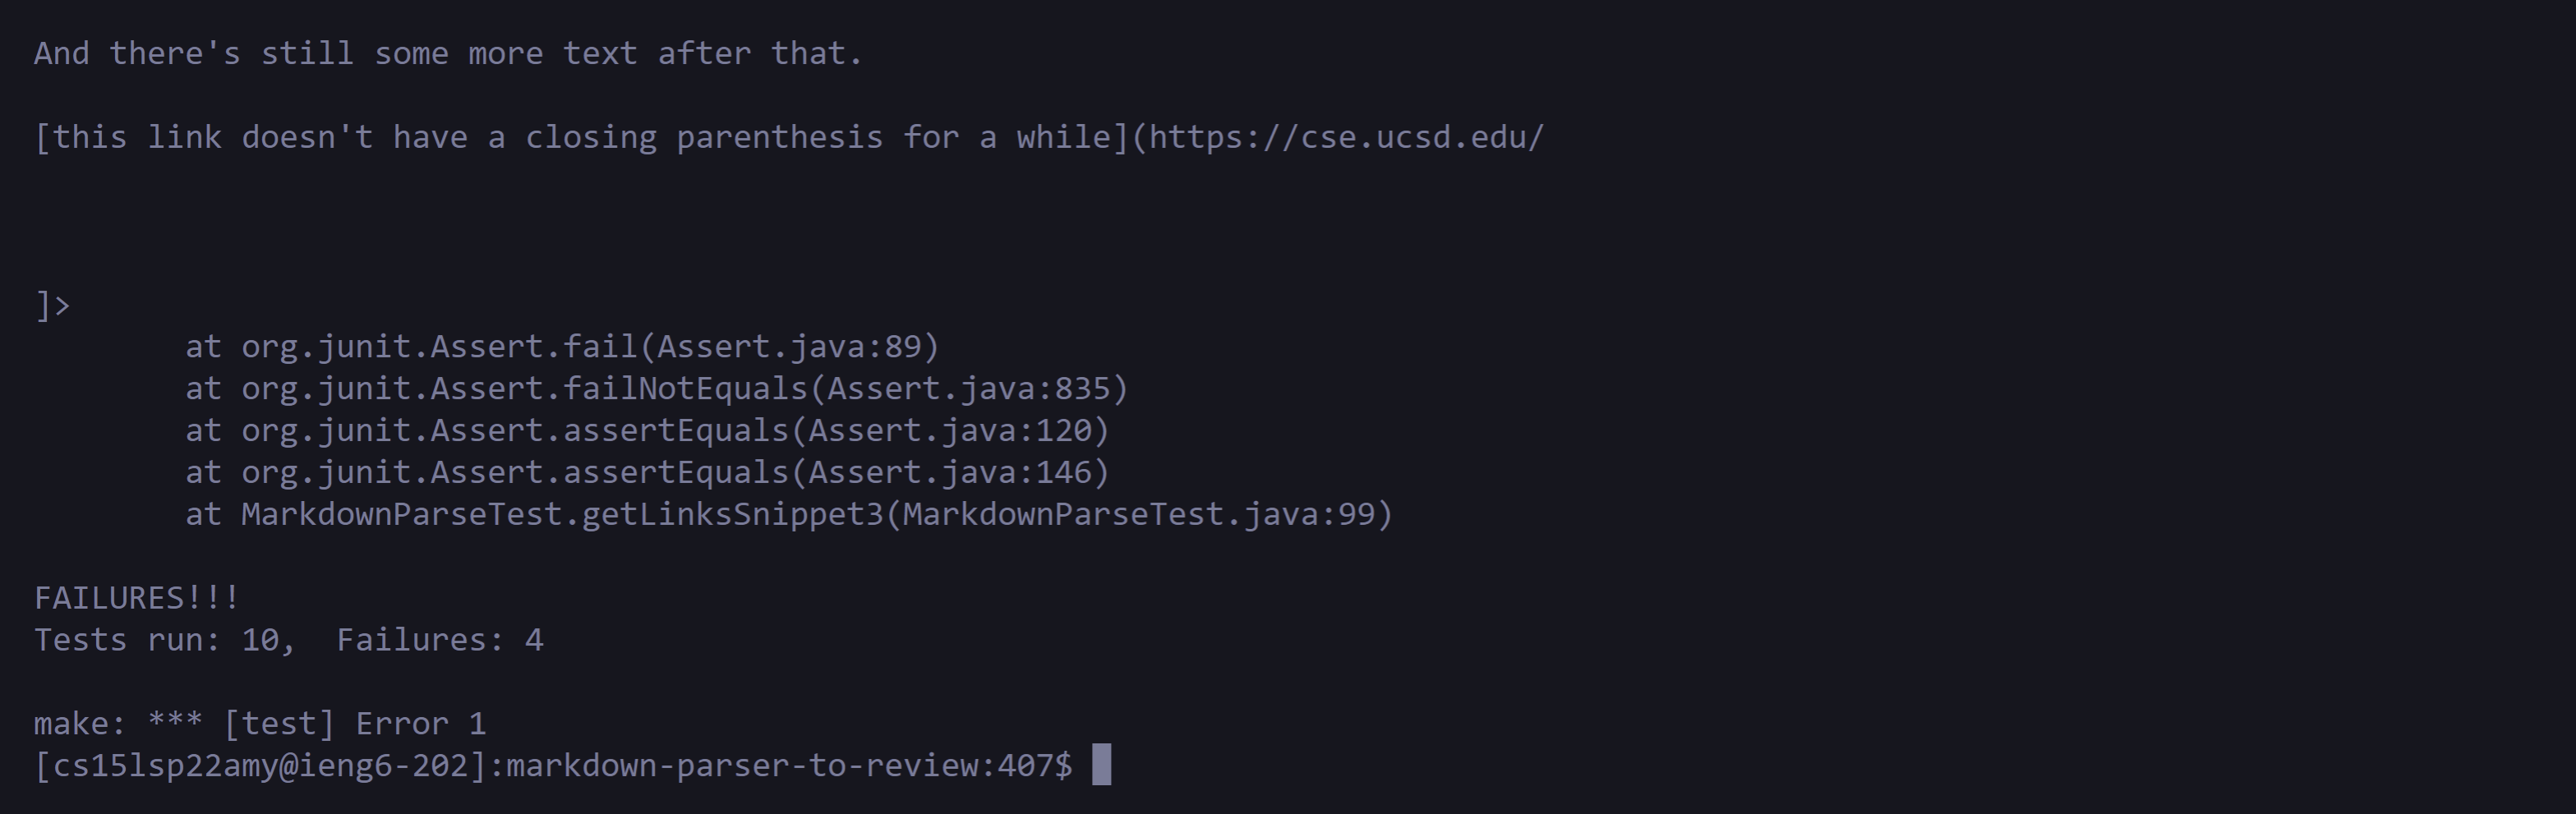 And there's still some more text after that.
[this link doesn't have a closing parenthesis for a while](https://cse.ucsd.edu/
]>
at org.junit.Assert.fail(Assert.java:89)
at org.junit.Assert.failNotEquals(Assert.java:835)
at org.junit.Assert.assertEquals(Assert.java:120)
at org.junit.Assert.assertEquals(Assert.java:146)
at MarkdownParseTest.getLinksSnippet3(MarkdownParseTest.java:99)
FAILURES!!!
Tests run: 10,  Failures: 4
make: *** [test] Error 1
[cs15lsp22amy@ieng6-202]:markdown-parser-to-review:407$